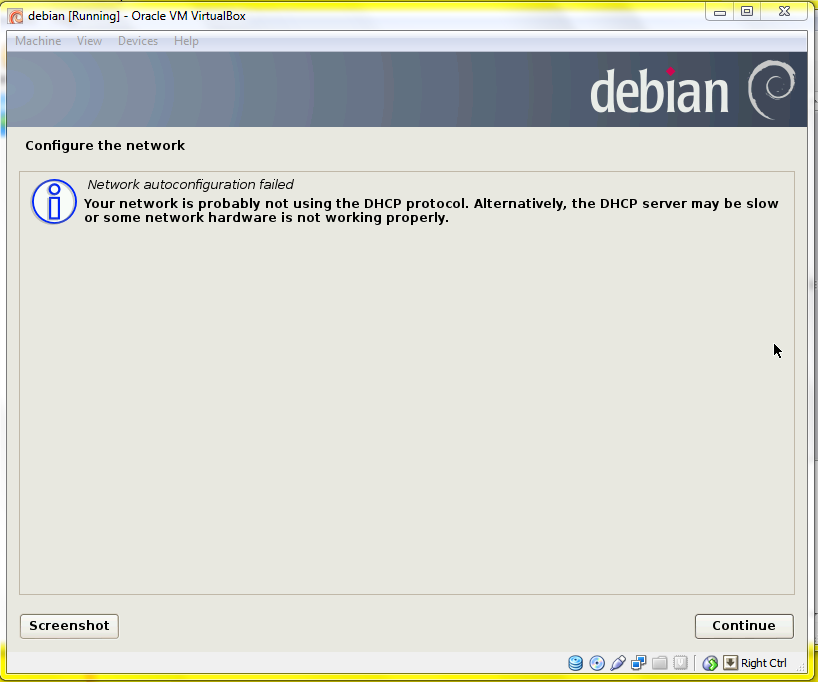 debian [Running] - Oracle VM VirtualBox
Machine View Devices Help
debian
Configure the network
Network autoconfiguration failed
Your network is probably not using the DHCP protocol. Alternatively, the DHCP server may be slow
or some network hardware is not working properly.
Screenshot
Continue
Right Ctrl